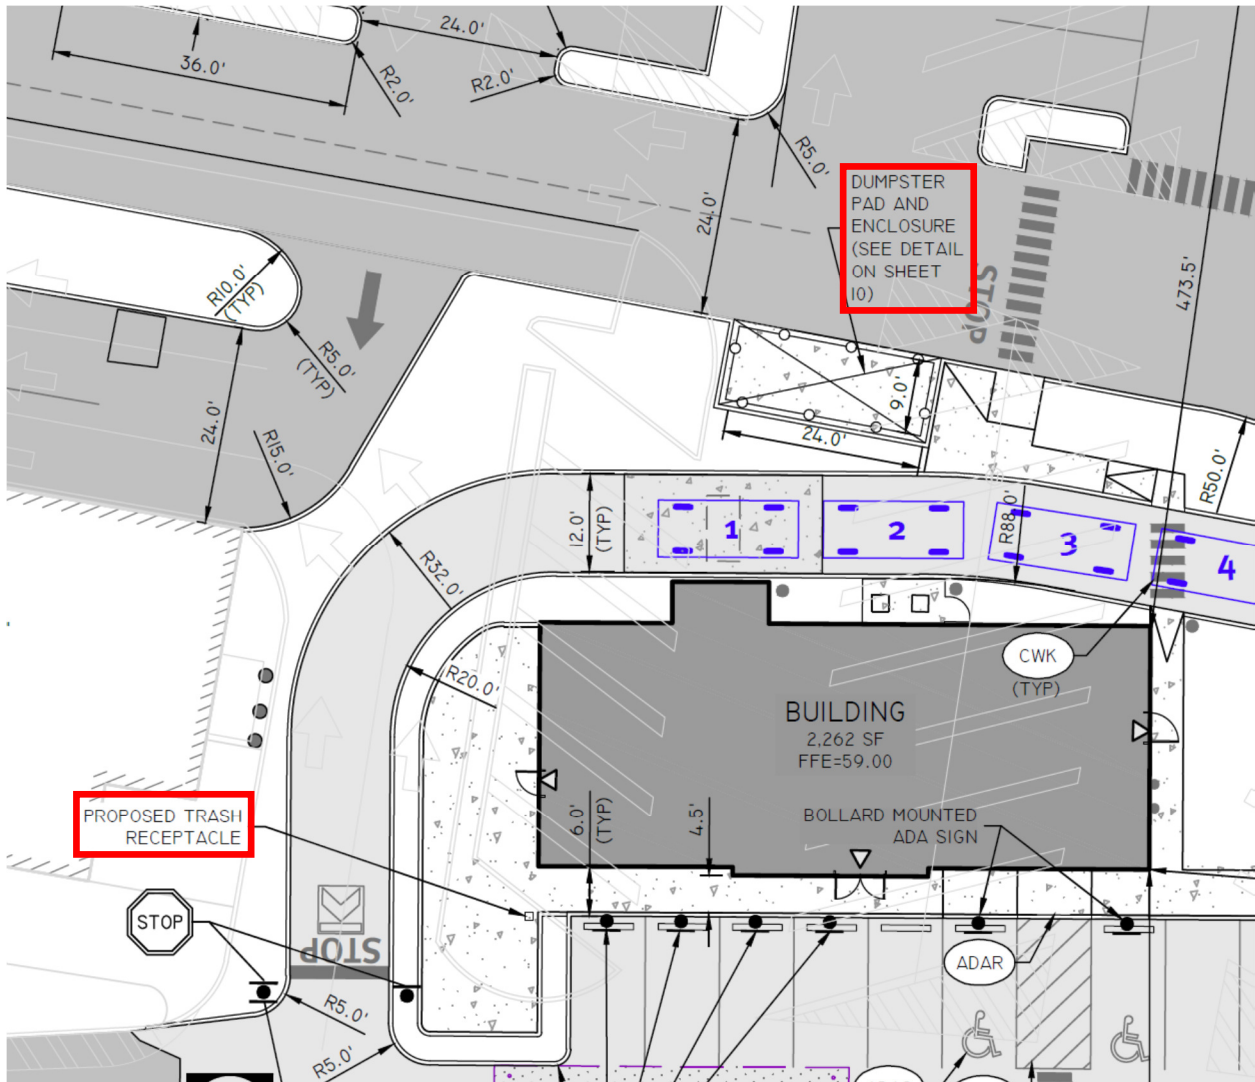 24.0'
36.0'
R2.0'
R2.0'
R5.0'
DUMPSTER
PAD AND
ENCLOSURE
(SEE DETAIL
ON SHEET
10)
24.0'
473.5'
STOP
R10.0'
(TYP)
R5.0'
(TYP)
24.0'
R15.0'
9.0'
24.0'
R50.0'
12.0'
(TYP)
R88.0'
1
2
3
4
R32.0'
R20.0'
CWK
(TYP)
BUILDING
2,262 SF
FFE=59.00
PROPOSED TRASH
RECEPTACLE
6.0'
(TYP)
4.5'
BOLLARD MOUNTED
ADA SIGN
STOP
STOP
ADAR
R5.0'
R5.0'